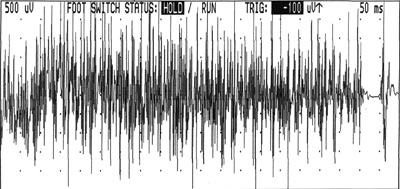 500 uV FOOT SWITCH STATUS: HOLD / RUN TRIG: -100 uV↑ 50 ms